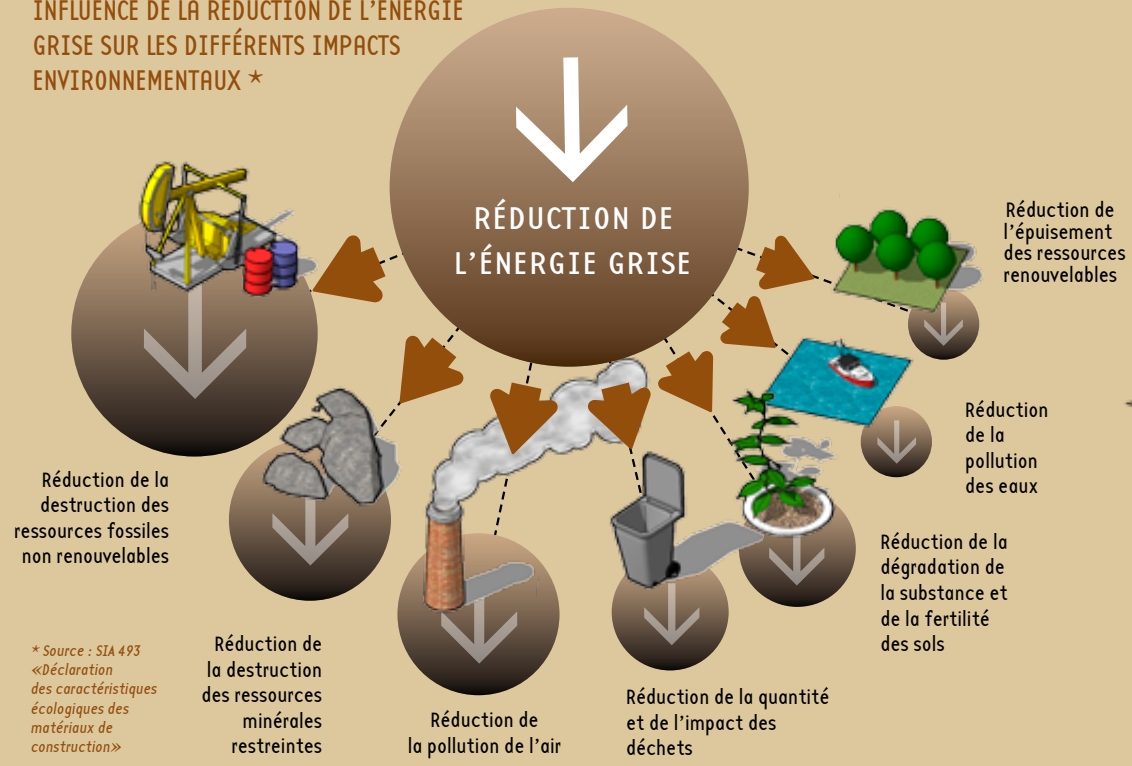 INFLUENCE DE LA RÉDUCTION DE L'ÉNERGIE
GRISE SUR LES DIFFÉRENTS IMPACTS
ENVIRONNEMENTAUX *
RÉDUCTION DE
L'ÉNERGIE GRISE
Réduction de la
destruction des
ressources fossiles
non renouvelables
Réduction de
la destruction
des ressources
minérales
restreintes
Réduction de
la pollution de l'air
Réduction de la quantité
et de l'impact des
déchets
Réduction de la
dégradation de
la substance et
de la fertilité
des sols
Réduction
de la
pollution
des eaux
Réduction de
l'épuisement
des ressources
renouvelables
* Source : SIA 493
«Déclaration
des caractéristiques
écologiques des
matériaux de
construction»